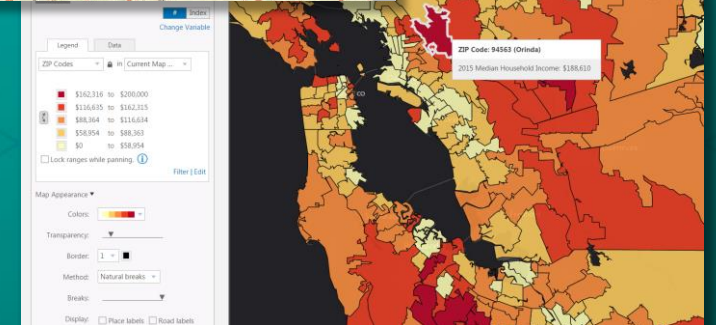 # Index
Change Variable
Legend Data
ZIP Codes in Current Map ...
$162,316 to $200,000
$116,635 to $162,315
$88,364 to $116,634
$58,954 to $88,363
$0 to $58,954
Lock ranges while panning.
Filter | Edit
Map Appearance
Colors:
Transparency:
Border: 1
Method: Natural breaks
Breaks:
Display: Place labels Road labels
ZIP Code: 94563 (Orinda)
2015 Median Household Income: $188,610